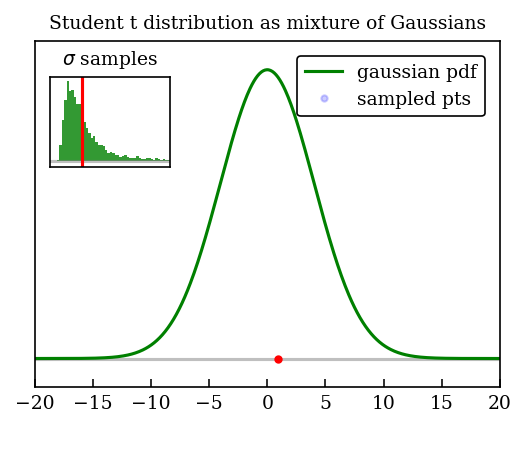 Student t distribution as mixture of Gaussians
σ samples
gaussian pdf
sampled pts
−20 −15 −10 −5 0 5 10 15 20